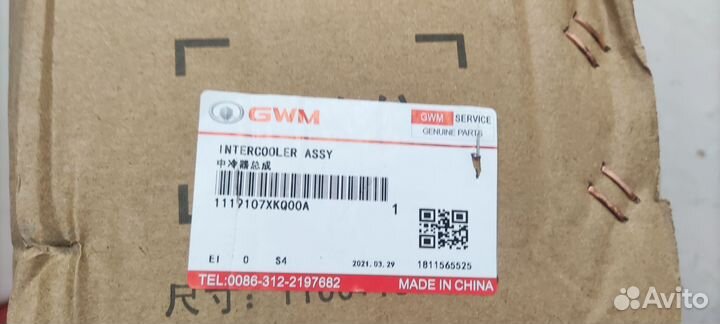 GWM
GWM SERVICE
GENUINE PARTS
INTERCOOLER ASSY
中冷器总成
1119107XKQ00A 1
EI 0 S4
2021.03.29
1811565525
TEL:0086-312-2197682
MADE IN CHINA
尺寸:
Avito